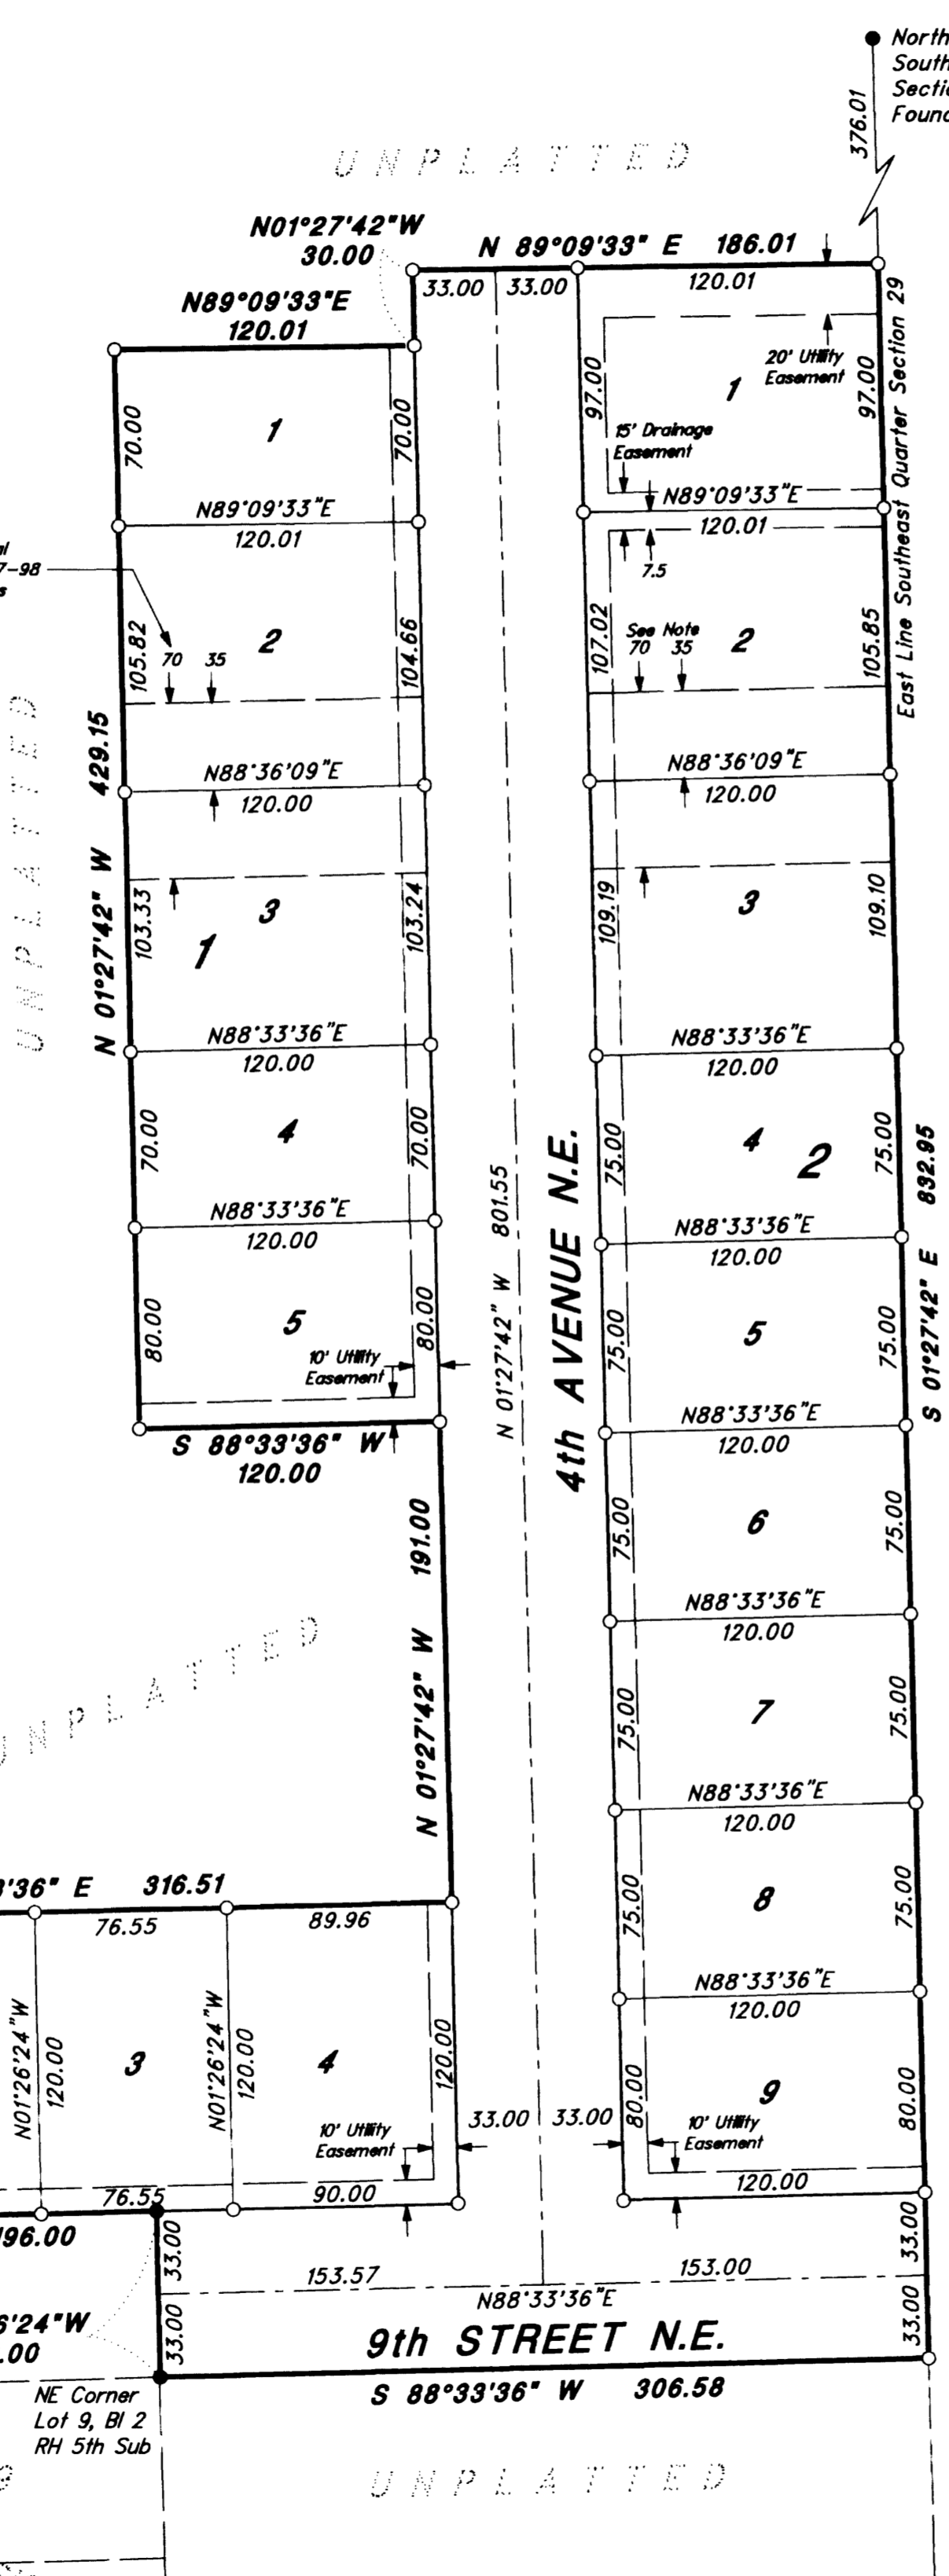 North
South
Sectio
Found
376.01
UNPLATTED
N01°27'42"W
30.00
N 89°09'33" E 186.01
33.00 33.00 120.01
N89°09'33"E
120.01
20' Utility
Easement
97.00
1
97.00
15' Drainage
Easement
N89°09'33"E
120.01
7.5
East Line Southeast Quarter Section 29
70.00
1
70.00
N89°09'33"E
120.01
7-98
105.82
70 35
2
104.66
107.02
See Note
70 35
2
105.85
UNPLATTED
N 01°27'42" W 429.15
N88°36'09"E
120.00
N88°36'09"E
120.00
103.33
3
1
103.24
109.19
3
109.10
N88°33'36"E
120.00
N88°33'36"E
120.00
70.00
4
70.00
75.00
4
2
75.00
N88°33'36"E
120.00
N88°33'36"E
120.00
N 01°27'42" W 801.55
4th AVENUE N.E.
S 01°27'42" E 832.95
80.00
5
80.00
10' Utility
Easement
75.00
5
75.00
S 88°33'36" W
120.00
N88°33'36"E
120.00
N 01°27'42" W 191.00
75.00
6
75.00
N88°33'36"E
120.00
UNPLATTED
75.00
7
75.00
N88°33'36"E
120.00
3'36" E 316.51
76.55
89.96
75.00
8
75.00
N88°33'36"E
120.00
N01°26'24"W
120.00
3
N01°26'24"W
120.00
4
120.00
10' Utility
Easement
33.00 33.00
80.00
9
80.00
10' Utility
Easement
76.55
90.00
120.00
96.00
33.00
33.00
153.57
153.00
N88°33'36"E
33.00
33.00
6'24"W
.00
9th STREET N.E.
S 88°33'36" W 306.58
NE Corner
Lot 9, Bl 2
RH 5th Sub
UNPLATTED